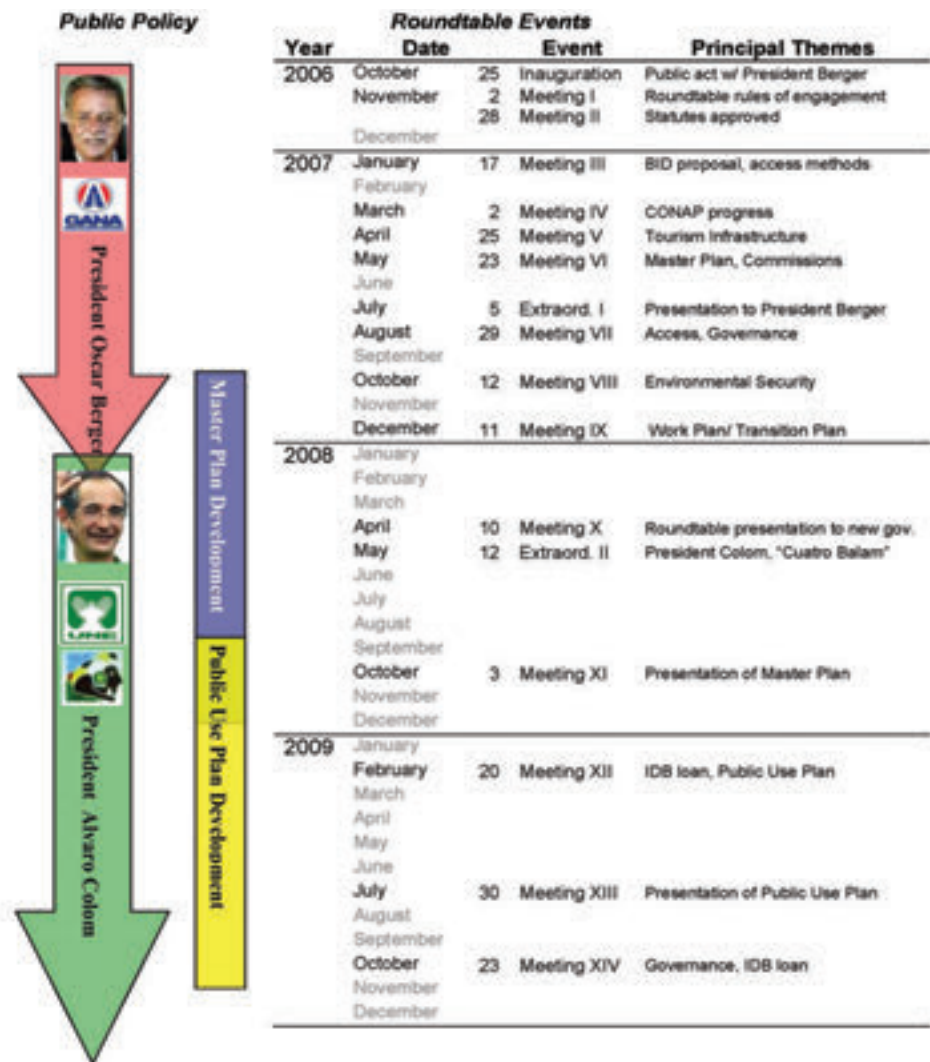 Public Policy
Roundtable Events
Year Date Event Principal Themes
2006 October 25 Inauguration Public act w/ President Berger
November 2 Meeting I Roundtable rules of engagement
28 Meeting II Statutes approved
December
2007 January 17 Meeting III BID proposal, access methods
February
March 2 Meeting IV CONAP progress
April 25 Meeting V Tourism Infrastructure
May 23 Meeting VI Master Plan, Commissions
June
July 5 Extraord. I Presentation to President Berger
August 29 Meeting VII Access, Governance
September
October 12 Meeting VIII Environmental Security
November
December 11 Meeting IX Work Plan/ Transition Plan
2008 January
February
March
April 10 Meeting X Roundtable presentation to new gov.
May 12 Extraord. II President Colom, "Cuatro Balam"
June
July
August
September
October 3 Meeting XI Presentation of Master Plan
November
December
2009 January
February 20 Meeting XII IDB loan, Public Use Plan
March
April
May
June
July 30 Meeting XIII Presentation of Public Use Plan
August
September
October 23 Meeting XIV Governance, IDB loan
November
December
GANA
President Oscar Berger
UNE
President Alvaro Colom
Master Plan Development
Public Use Plan Development